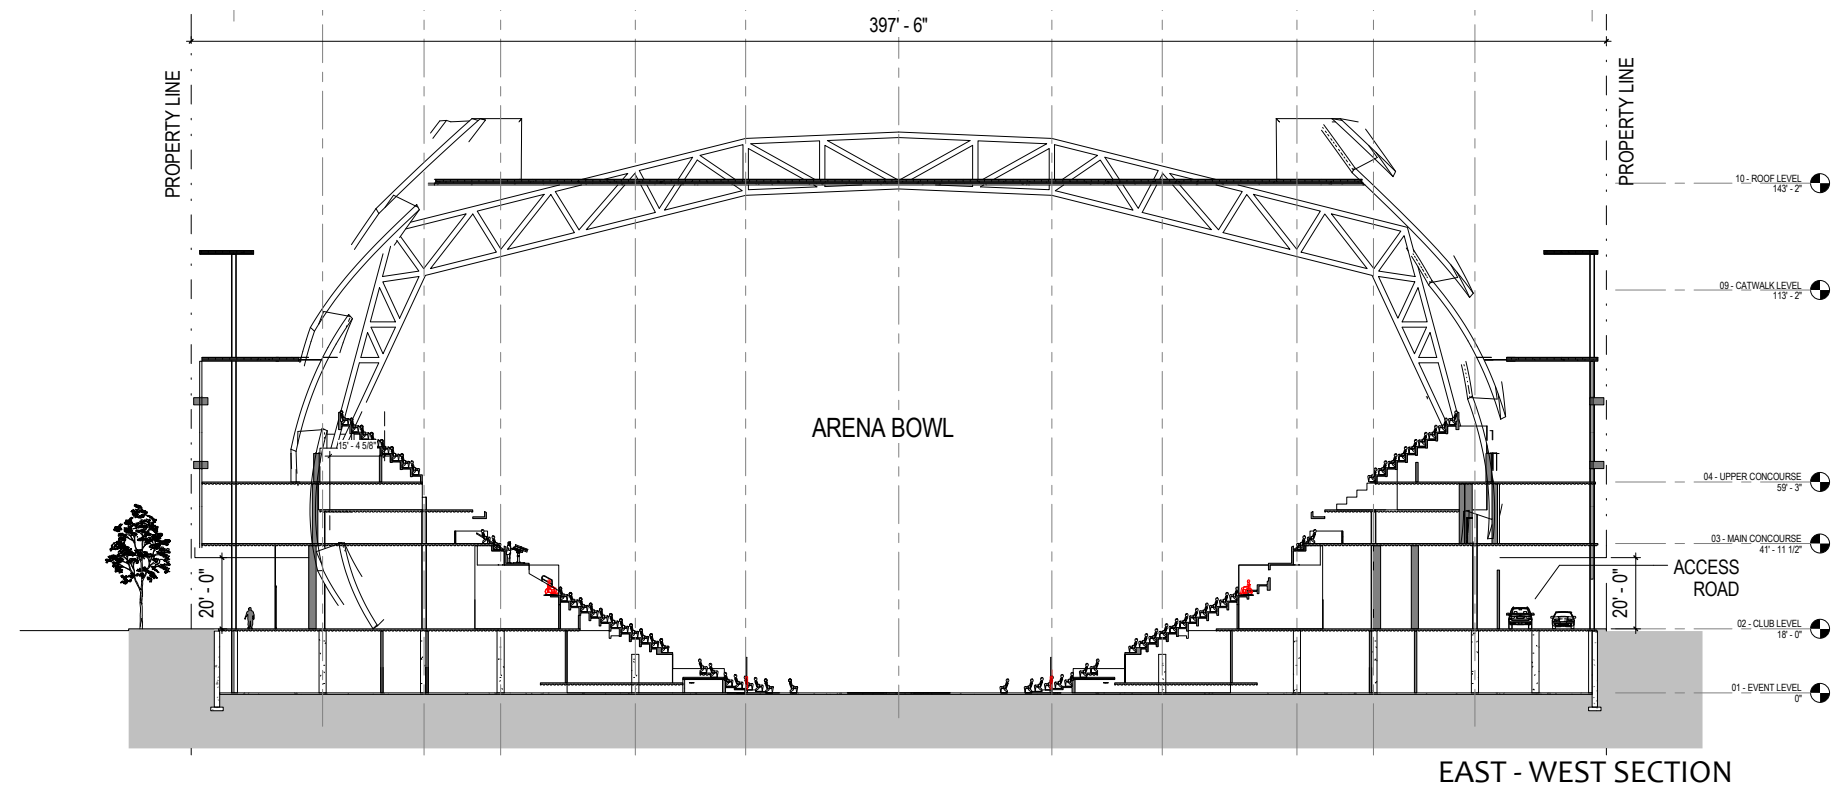 397' - 6"
PROPERTY LINE
PROPERTY LINE
10 - ROOF LEVEL
143' - 2"
09 - CATWALK LEVEL
113' - 2"
ARENA BOWL
15' - 4 5/8"
04 - UPPER CONCOURSE
59' - 3"
03 - MAIN CONCOURSE
41' - 11 1/2"
ACCESS
ROAD
20' - 0"
20' - 0"
02 - CLUB LEVEL
18' - 0"
01 - EVENT LEVEL
0"
EAST - WEST SECTION